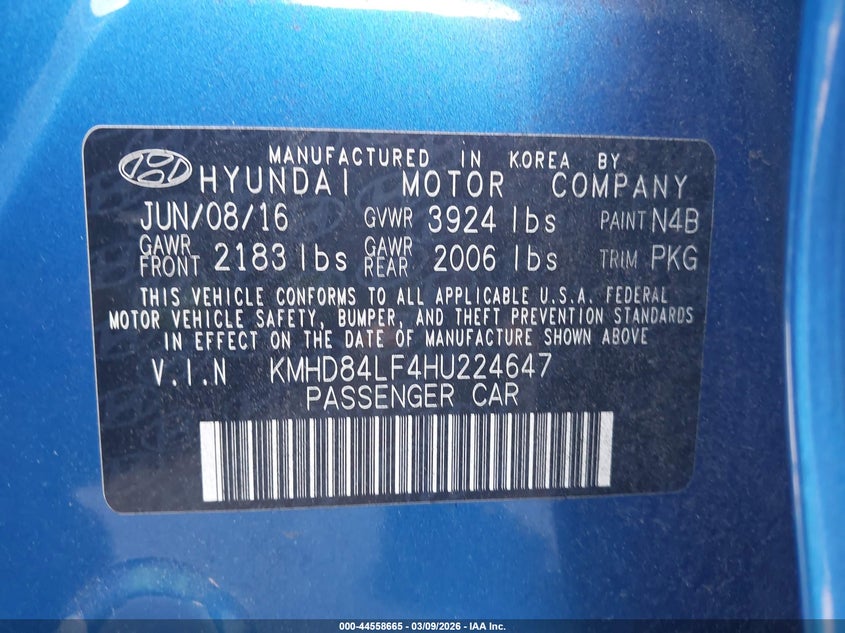 MANUFACTURED IN KOREA BY
HYUNDAI MOTOR COMPANY
JUN/08/16 GVWR 3924 lbs PAINT N4B
GAWR FRONT 2183 lbs GAWR REAR 2006 lbs TRIM PKG
THIS VEHICLE CONFORMS TO ALL APPLICABLE U.S.A. FEDERAL
MOTOR VEHICLE SAFETY, BUMPER, AND THEFT PREVENTION STANDARDS
IN EFFECT ON THE DATE OF MANUFACTURE SHOWN ABOVE
V.I.N KMHD84LF4HU224647
PASSENGER CAR
000-44558665 | 03/09/2026 | IAA Inc.